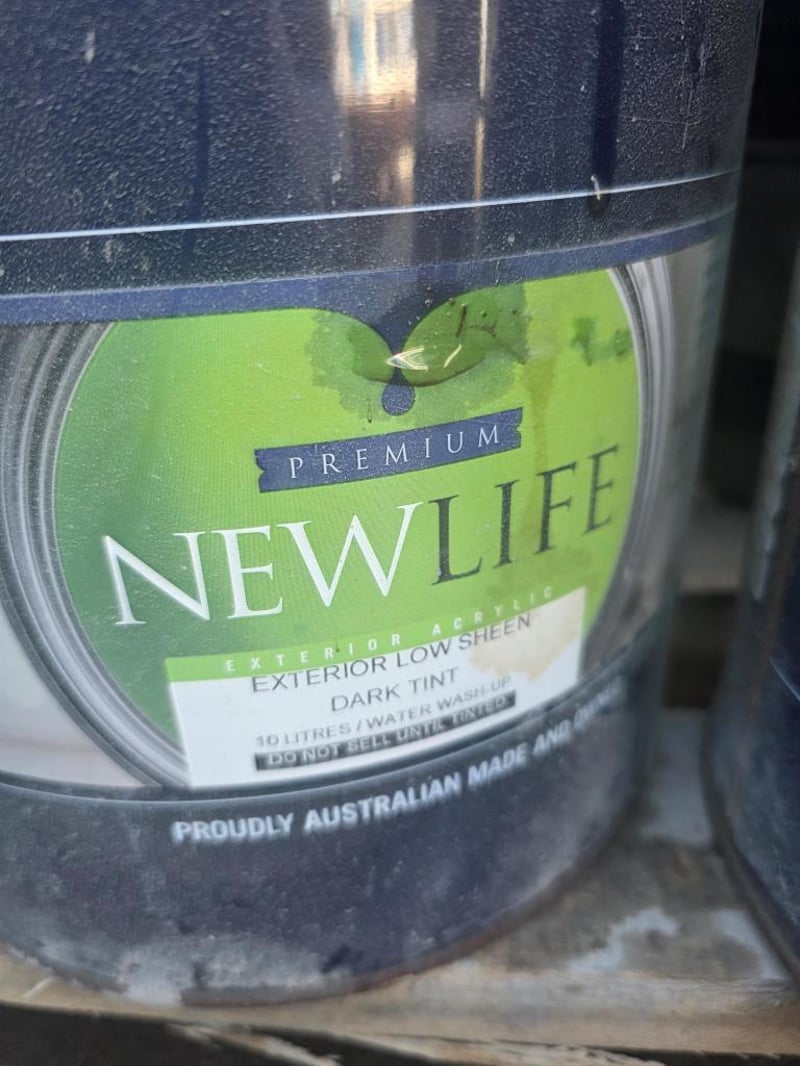 PREMIUM
NEWLIFE
EXTERIOR ACRYLIC
EXTERIOR LOW SHEEN
DARK TINT
10 LITRES / WATER WASH-UP
DO NOT SELL UNTIL TINTED.
PROUDLY AUSTRALIAN MADE AND OWNED